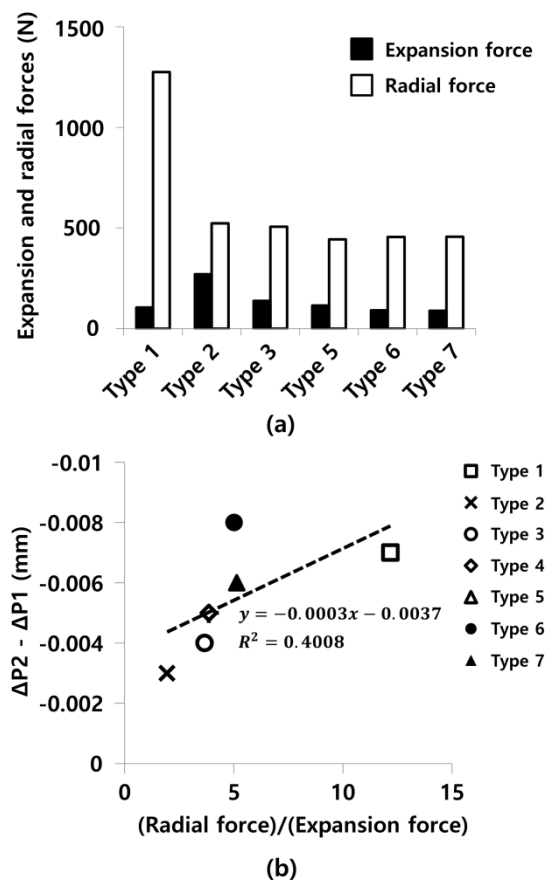 Expansion and radial forces (N)
1500
1000
500
0
Expansion force
Radial force
Type 1
Type 2
Type 3
Type 5
Type 6
Type 7
(a)
ΔP2 - ΔP1 (mm)
-0.01
-0.008
-0.006
-0.004
-0.002
0
y = −0.0003x − 0.0037
R² = 0.4008
Type 1
Type 2
Type 3
Type 4
Type 5
Type 6
Type 7
0
5
10
15
(Radial force)/(Expansion force)
(b)